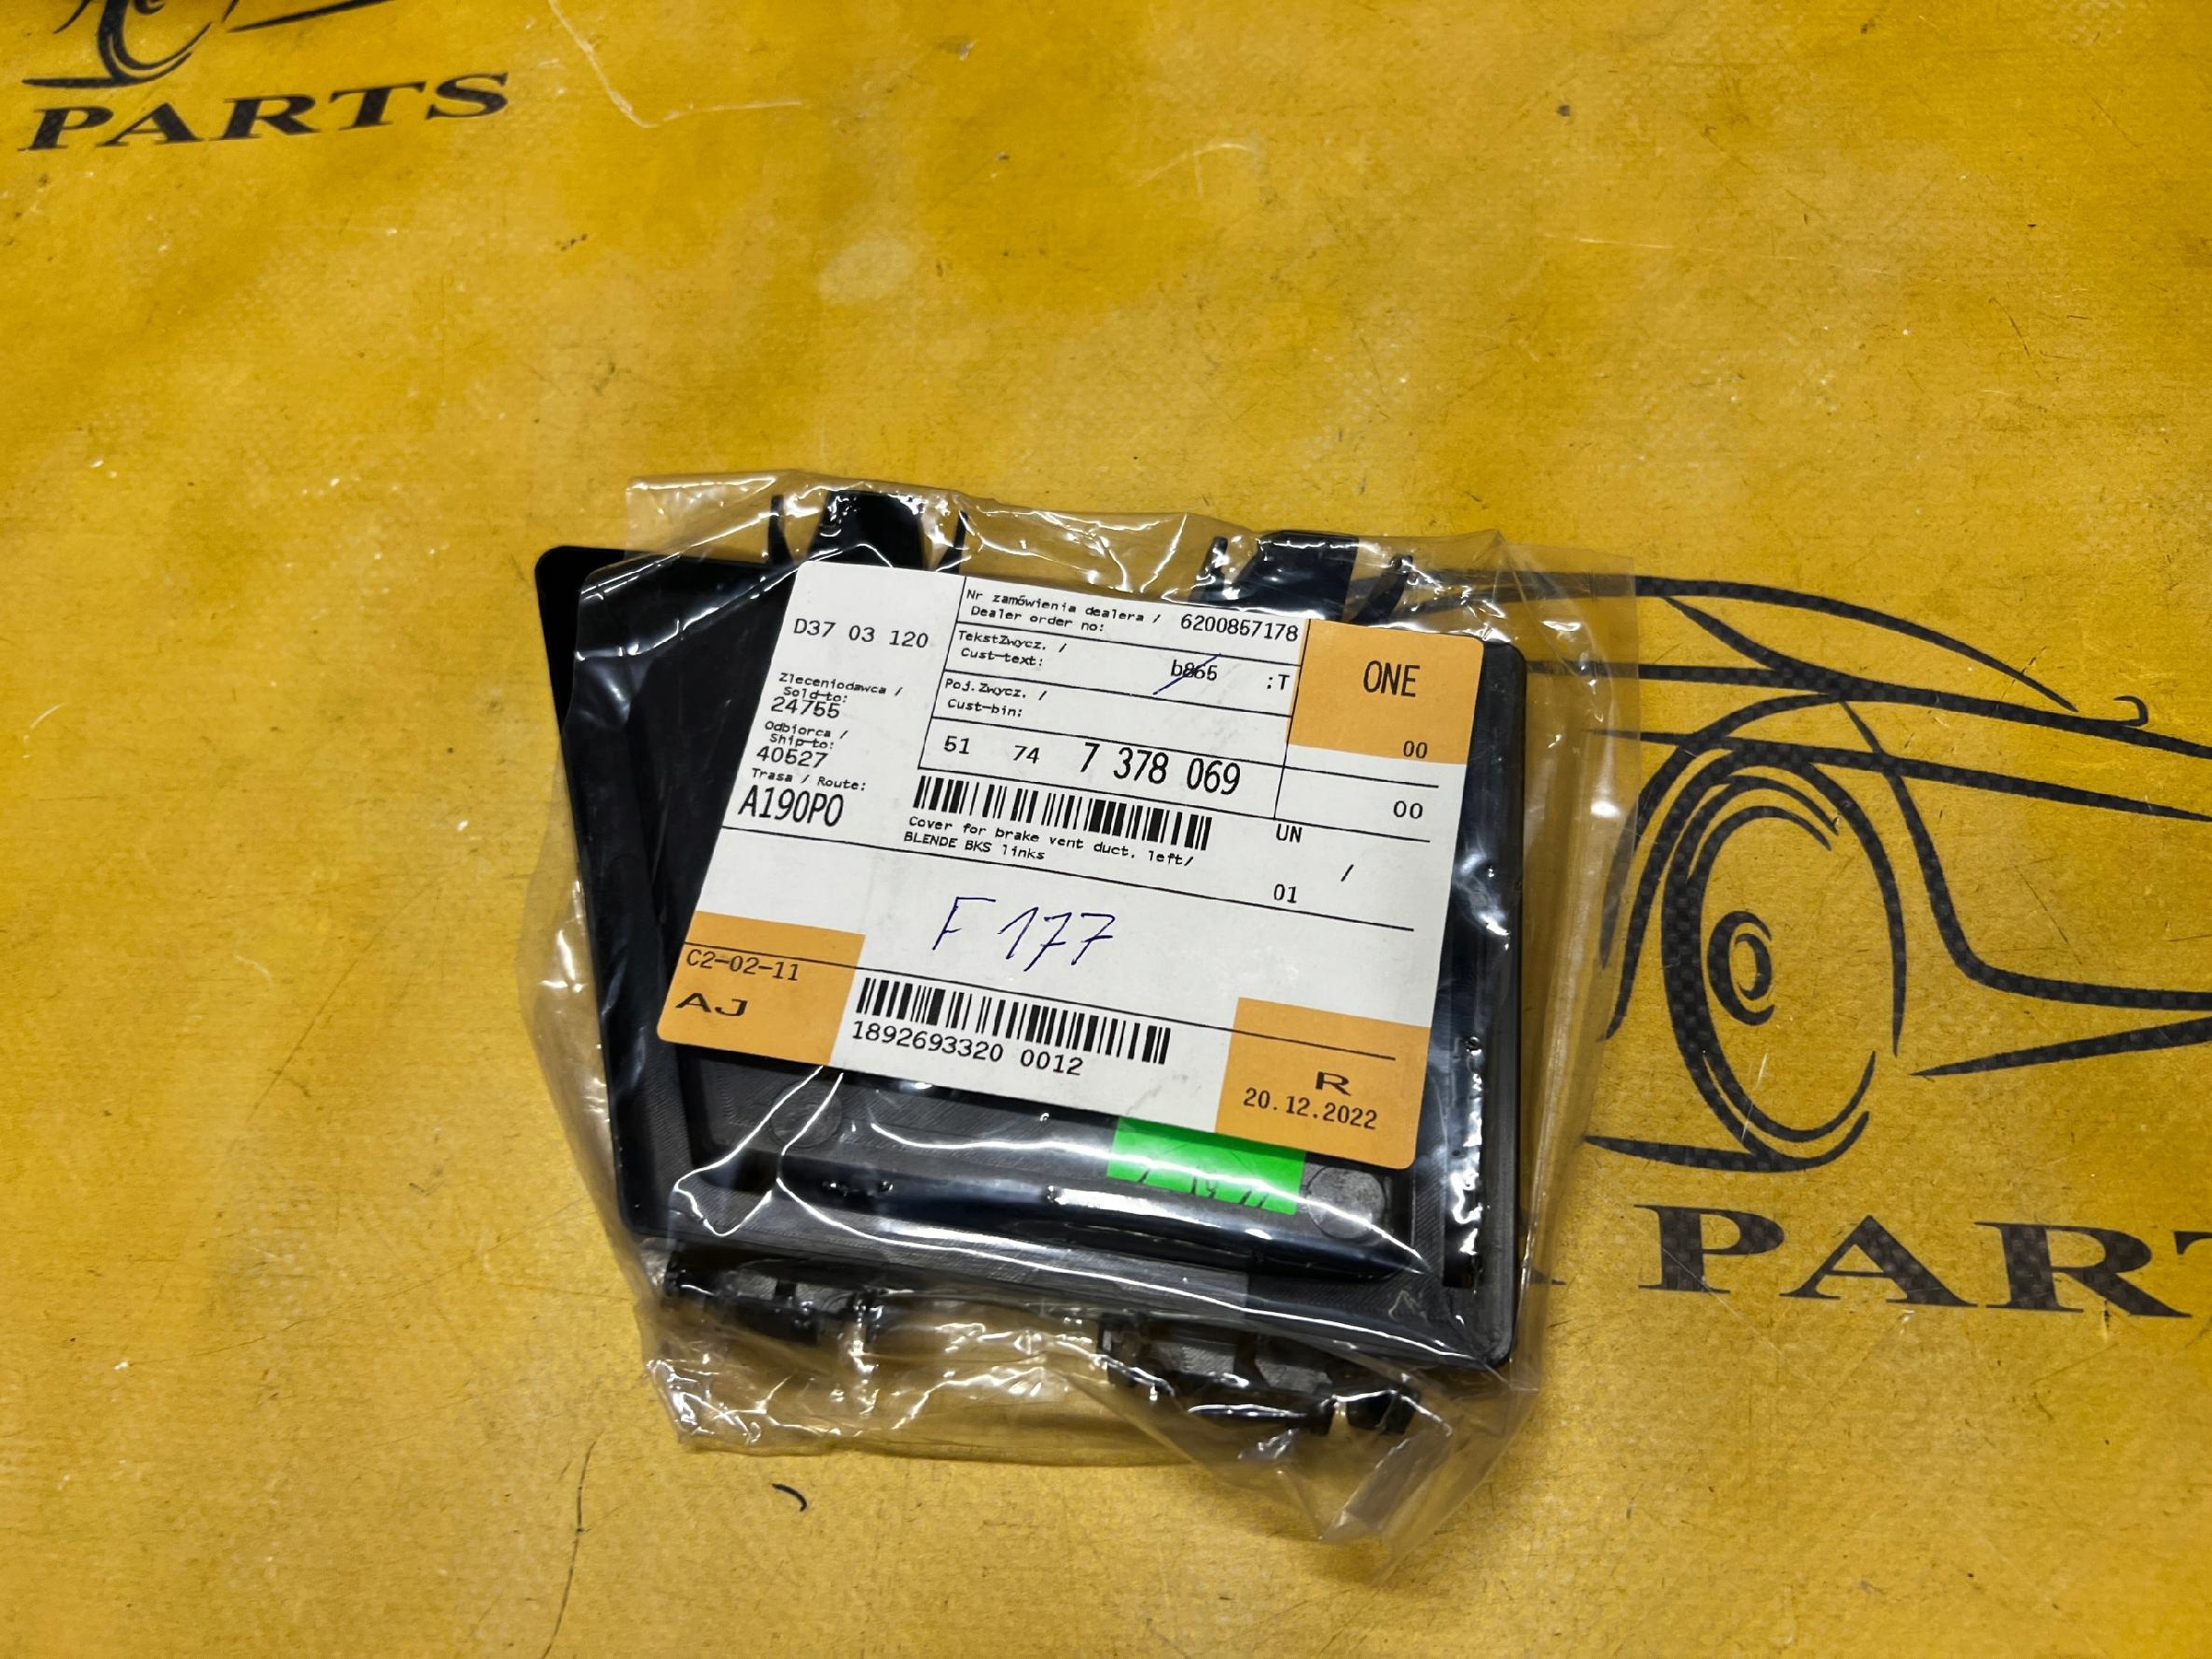 PARTS
D37 03 120
Nr zamówienia dealera /
Dealer order no:
6200857178
TekstZwycz. /
Cust-text:
b865
:T
Poj.Zwycz. /
Cust-bin:
ONE
00
Zleceniodawca /
Sold-to:
24755
Odbiorca /
Ship-to:
40527
Trasa / Route:
A190PO
51 74 7 378 069
00
Cover for brake vent duct, left/
BLENDE BKS links
UN
/
01
F 177
C2-02-11
AJ
1892693320 0012
R
20.12.2022
PART